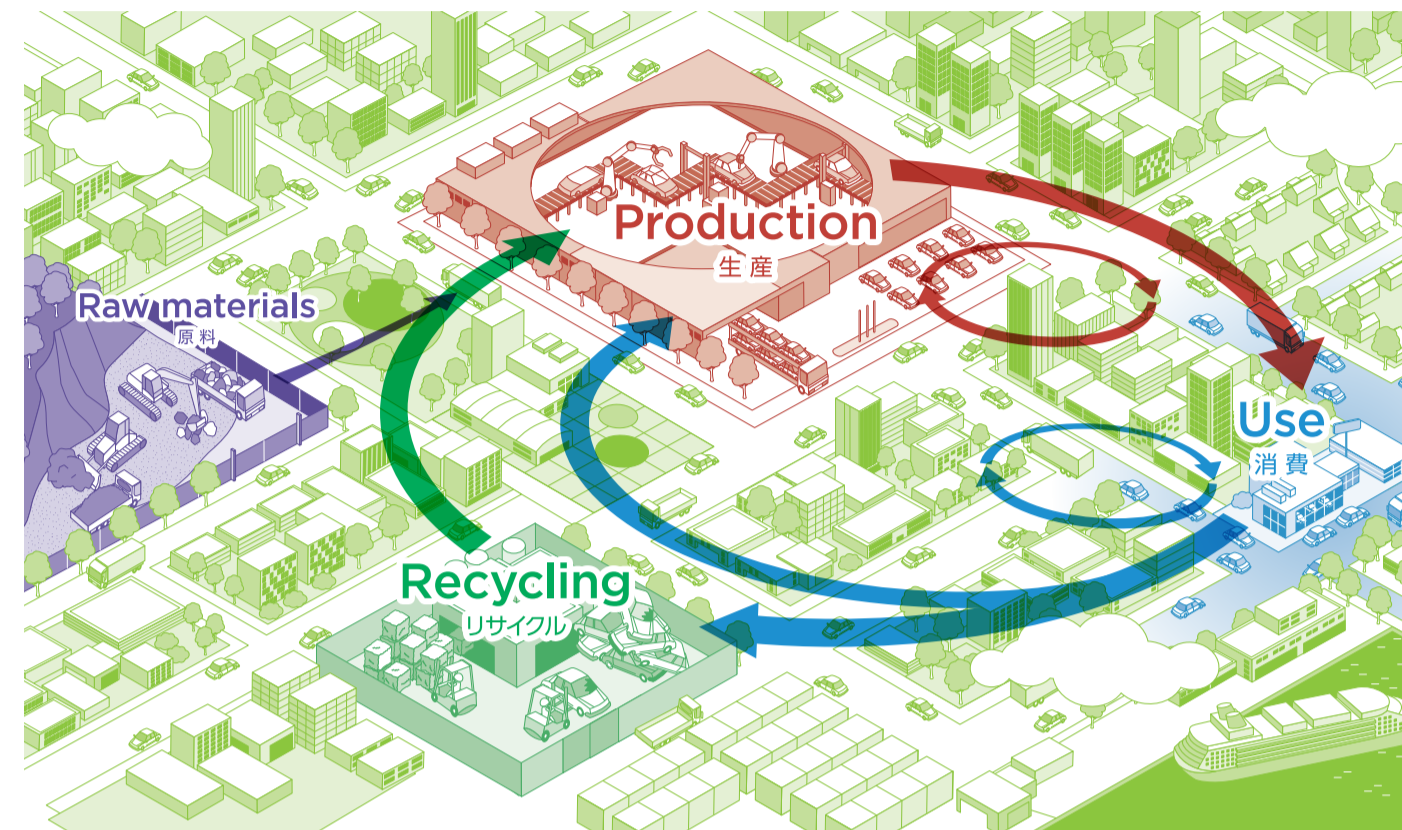 Production
生産
Raw materials
原料
Use
消費
Recycling
リサイクル